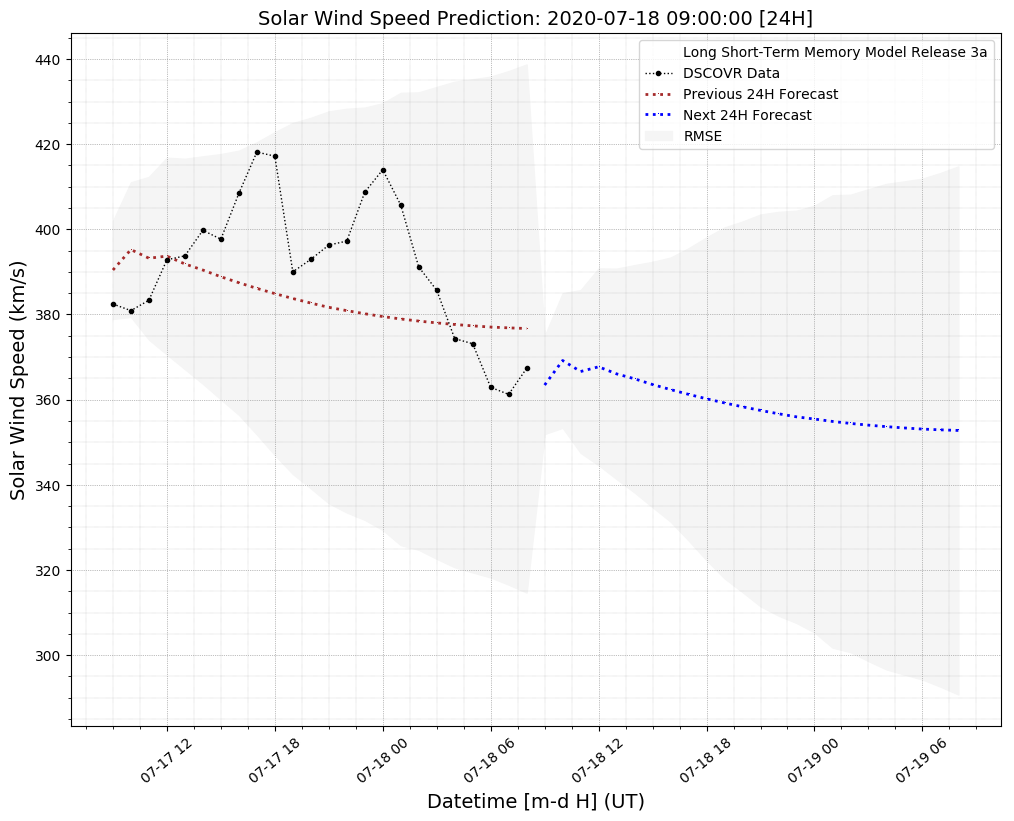 Solar Wind Speed Prediction: 2020-07-18 09:00:00 [24H]
Long Short-Term Memory Model Release 3a
DSCOVR Data
Previous 24H Forecast
Next 24H Forecast
RMSE
Solar Wind Speed (km/s)
440
420
400
380
360
340
320
300
07-17 12
07-17 18
07-18 00
07-18 06
07-18 12
07-18 18
07-19 00
07-19 06
Datetime [m-d H] (UT)